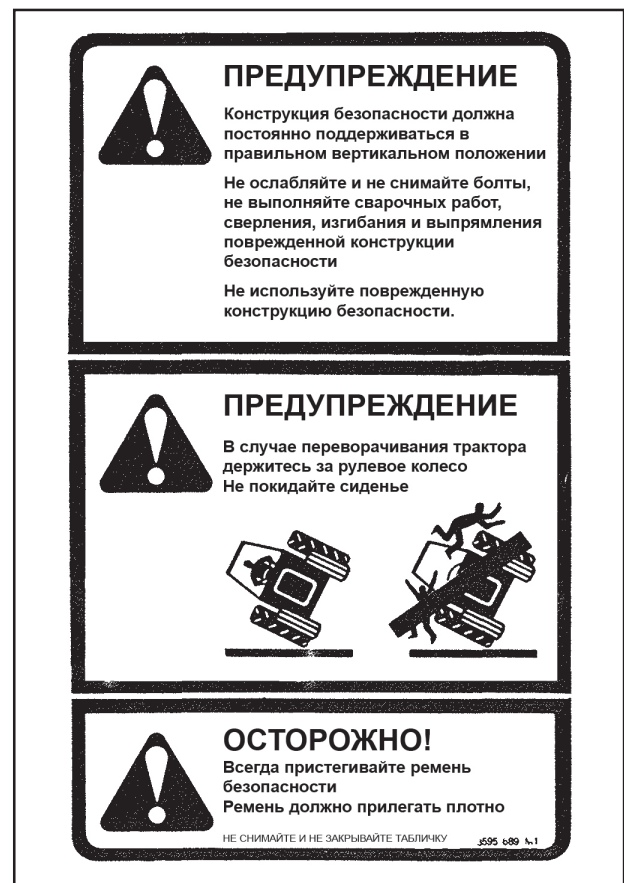 ПРЕДУПРЕЖДЕНИЕ
Конструкция безопасности должна
постоянно поддерживаться в
правильном вертикальном положении
Не ослабляйте и не снимайте болты,
не выполняйте сварочных работ,
сверления, изгибания и выпрямления
поврежденной конструкции
безопасности
Не используйте поврежденную
конструкцию безопасности.
ПРЕДУПРЕЖДЕНИЕ
В случае переворачивания трактора
держитесь за рулевое колесо
Не покидайте сиденье
ОСТОРОЖНО!
Всегда пристегивайте ремень
безопасности
Ремень должно прилегать плотно
НЕ СНИМАЙТЕ И НЕ ЗАКРЫВАЙТЕ ТАБЛИЧКУ